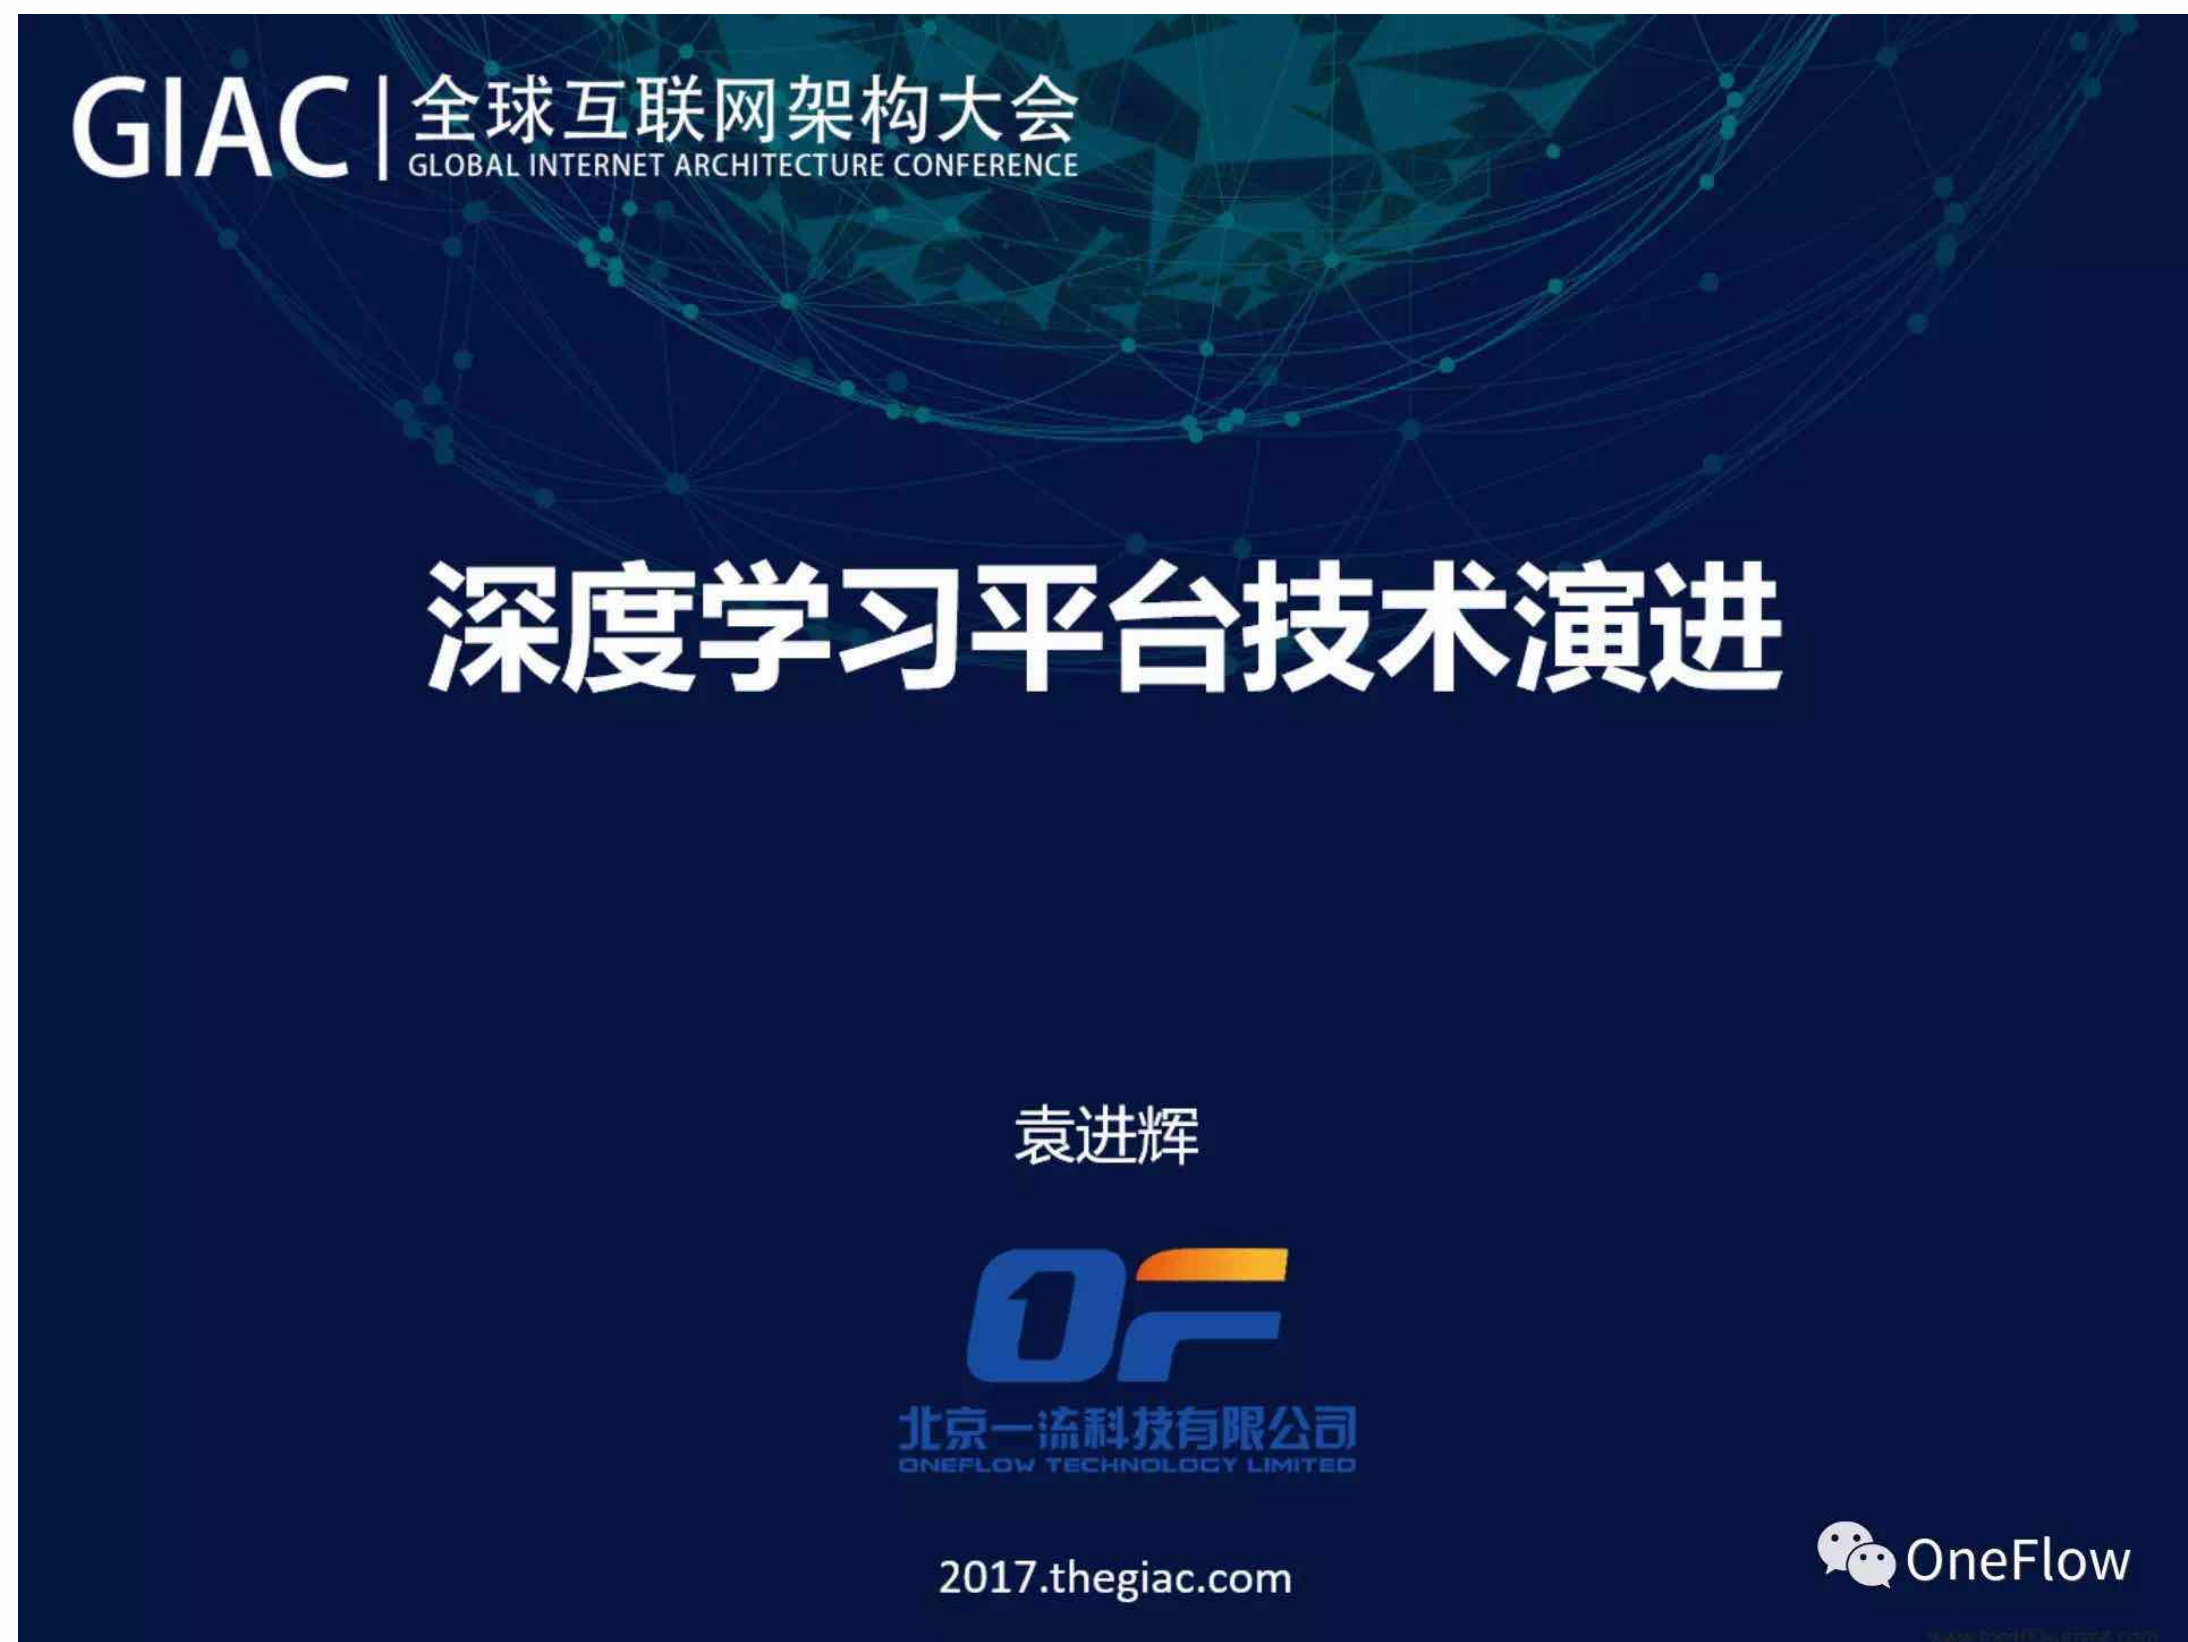 GIAC
全球互联网架构大会
GLOBAL INTERNET ARCHITECTURE CONFERENCE
深度学习平台技术演进
袁进辉
OF
北京一流科技有限公司
ONEFLOW TECHNOLOGY LIMITED
2017.thegiac.com
OneFlow